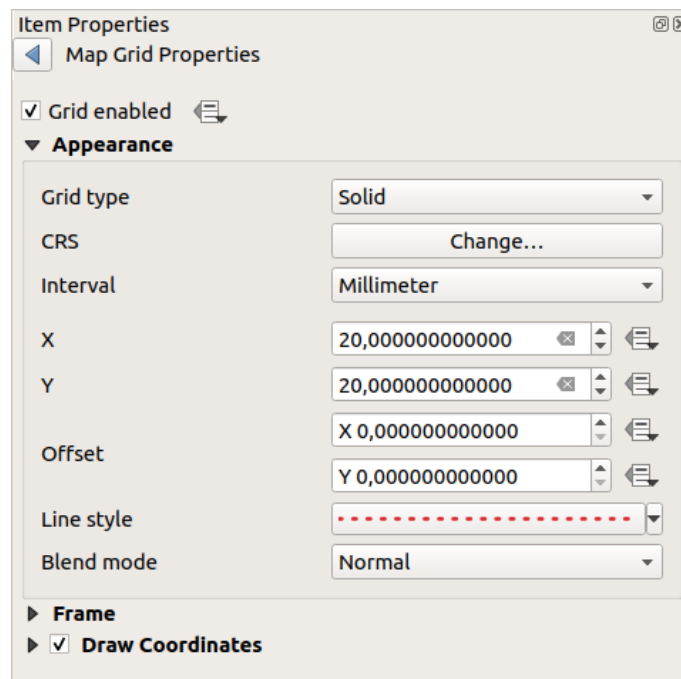 Item Properties
Map Grid Properties
Grid enabled
Appearance
Grid type Solid
CRS Change...
Interval Millimeter
X 20,000000000000
Y 20,000000000000
Offset X 0,000000000000
Y 0,000000000000
Line style
Blend mode Normal
Frame
Draw Coordinates